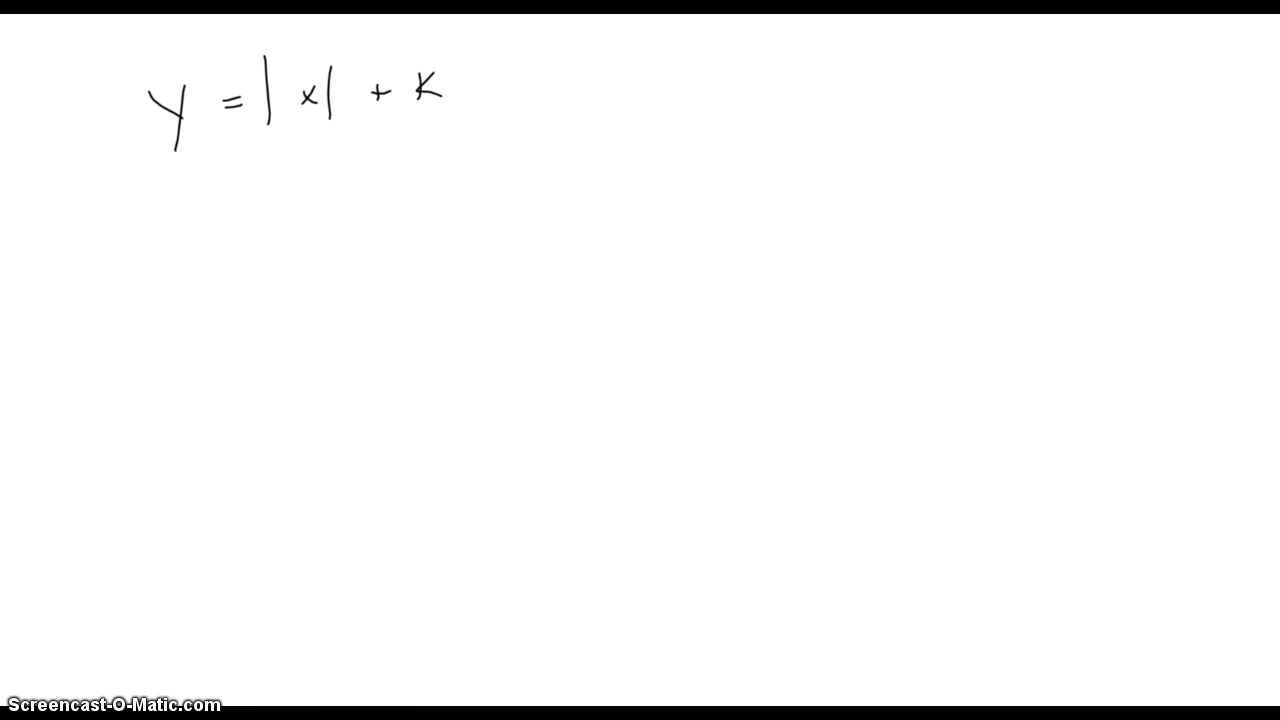 y = |x| + k
Screencast-O-Matic.com